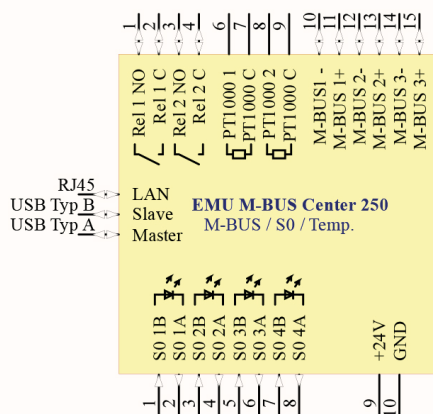 1 2 3 4 6 7 8 9 10 11 12 13 14 15
Rel 1 NO
Rel 1 C
Rel 2 NO
Rel 2 C
PT1000 1
PT1000 C
PT1000 2
PT1000 C
M-BUS1 -
M-BUS 1+
M-BUS 2-
M-BUS 2+
M-BUS 3-
M-BUS 3+
RJ45 LAN
USB Typ B Slave
USB Typ A Master
EMU M-BUS Center 250
M-BUS / S0 / Temp.
S0 1B
S0 1A
S0 2B
S0 2A
S0 3B
S0 3A
S0 4B
S0 4A
+24V
GND
1 2 3 4 5 6 7 8 9 10